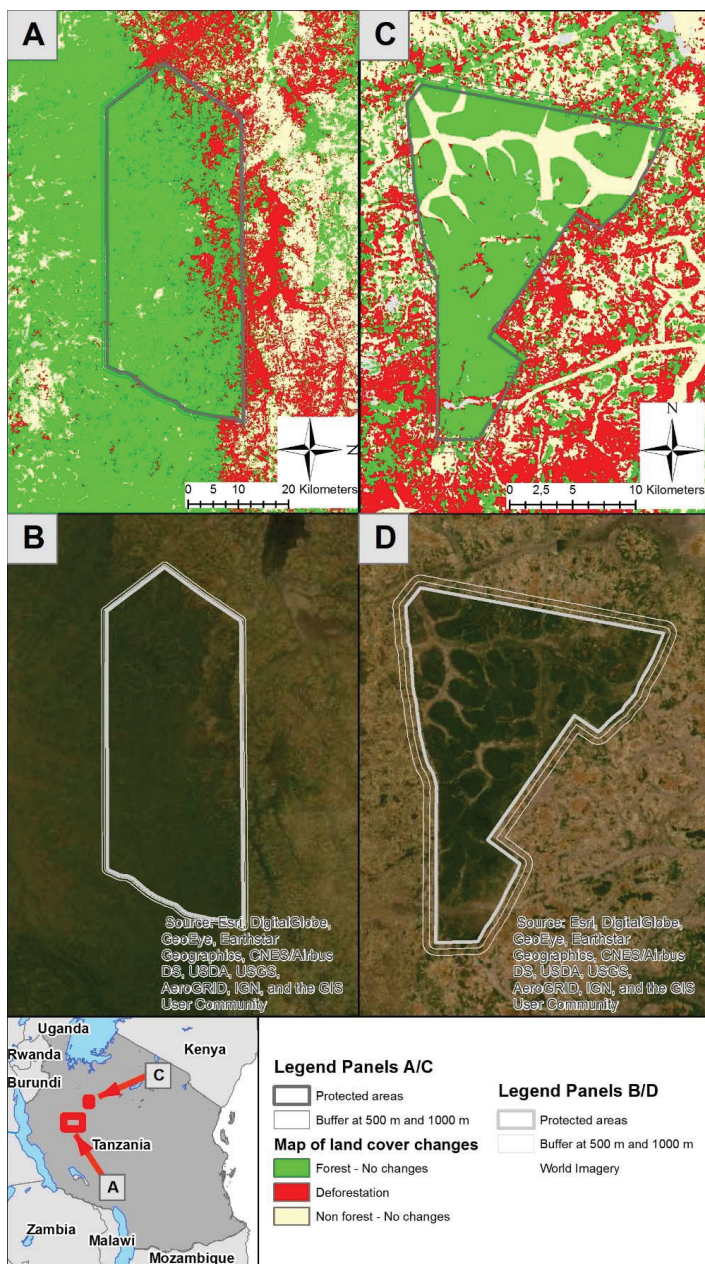 A
C
N
N
0 5 10 20 Kilometers
0 2,5 5 10 Kilometers
B
D
Source: Esri, DigitalGlobe,
GeoEye, Earthstar
Geographics, CNES/Airbus
DS, USDA, USGS,
AeroGRID, IGN, and the GIS
User Community
Source: Esri, DigitalGlobe,
GeoEye, Earthstar
Geographics, CNES/Airbus
DS, USDA, USGS,
AeroGRID, IGN, and the GIS
User Community
Uganda
Kenya
Rwanda
Burundi
C
Tanzania
A
Zambia
Malawi
Mozambique
Legend Panels A/C
Protected areas
Buffer at 500 m and 1000 m
Map of land cover changes
Forest - No changes
Deforestation
Non forest - No changes
Legend Panels B/D
Protected areas
Buffer at 500 m and 1000 m
World Imagery